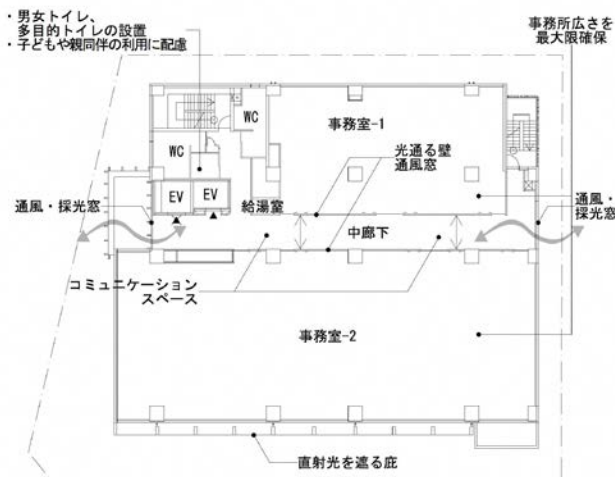 ・男女トイレ、
多目的トイレの設置
・子どもや親同伴の利用に配慮
事務所広さを
最大限確保
WC
事務室-1
WC
光通る壁
通風窓
EV
EV
給湯室
通風・採光窓
通風・
採光窓
中廊下
コミュニケーション
スペース
事務室-2
直射光を遮る庇